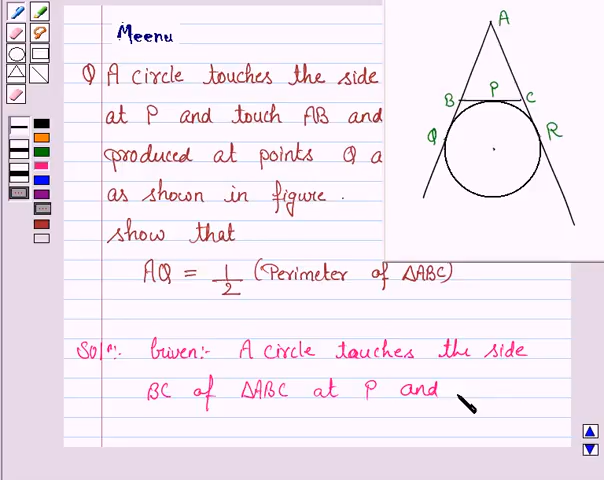 Meenu
Q A circle touches the side
at P and touch AB and
produced at points Q a
as shown in figure.
show that
AQ = 1/2 (Perimeter of ΔABC)
Solⁿ:. Given:- A circle touches the side
BC of ΔABC at P and
A
B P C
Q R